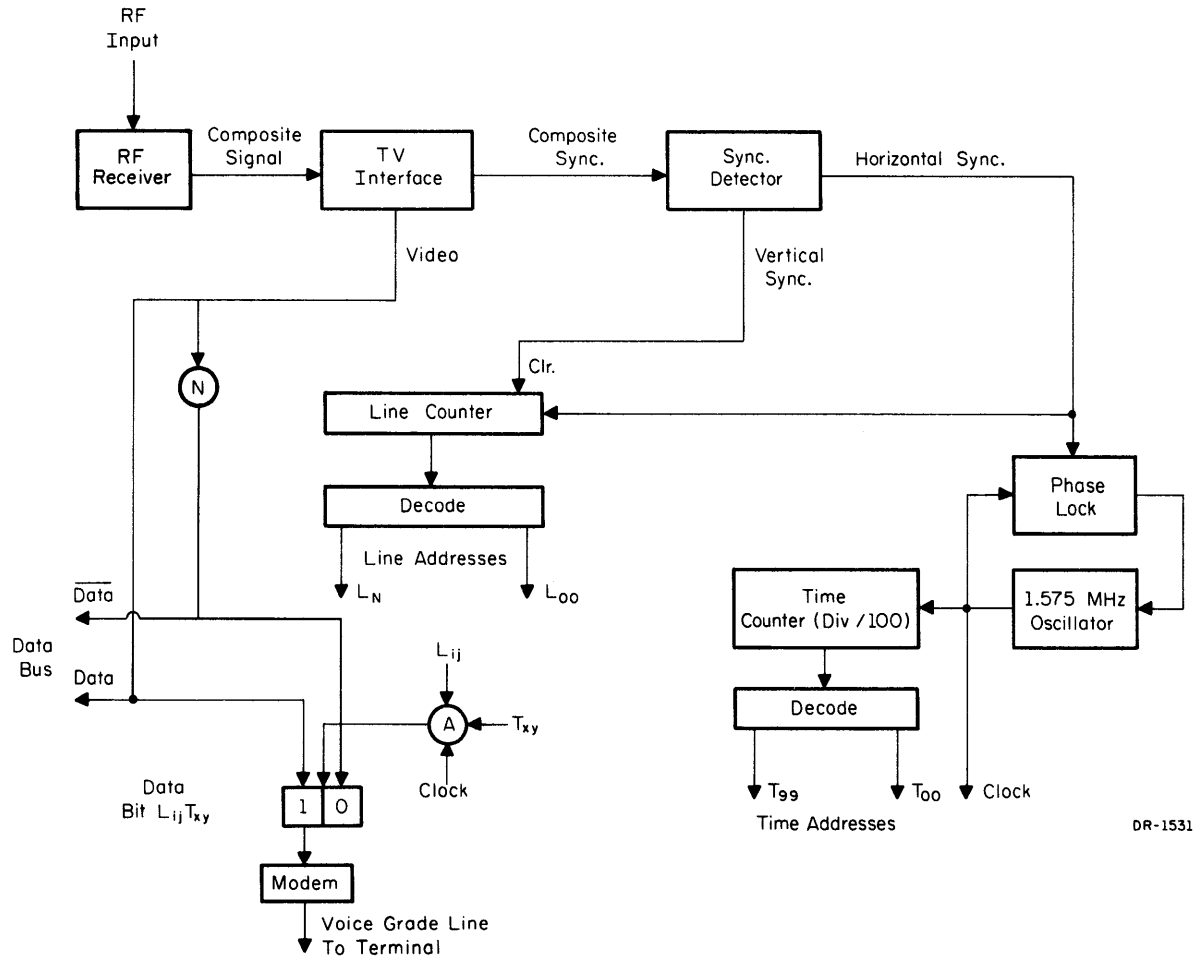 RF
Input
RF
Receiver
Composite
Signal
TV
Interface
Composite
Sync.
Sync.
Detector
Horizontal Sync.
Video
Vertical
Sync.
N
Clr.
Line Counter
Decode
Line Addresses
L_N
L_00
Phase
Lock
1.575 MHz
Oscillator
Time
Counter (Div /100)
Decode
T_99
T_00
Clock
Time Addresses
Data
Data
Bus
Data
L_ij
A
T_xy
Clock
Data
Bit L_ij T_xy
1
0
Modem
Voice Grade Line
To Terminal
DR-1531